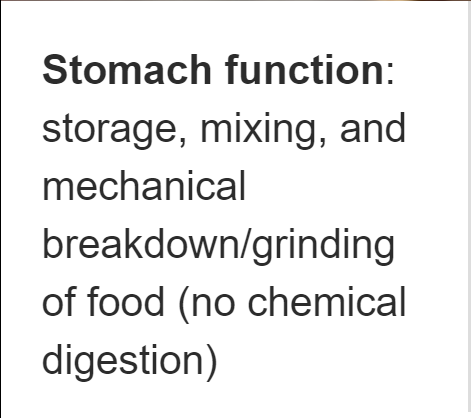 Stomach function:
storage, mixing, and
mechanical
breakdown/grinding
of food (no chemical
digestion)